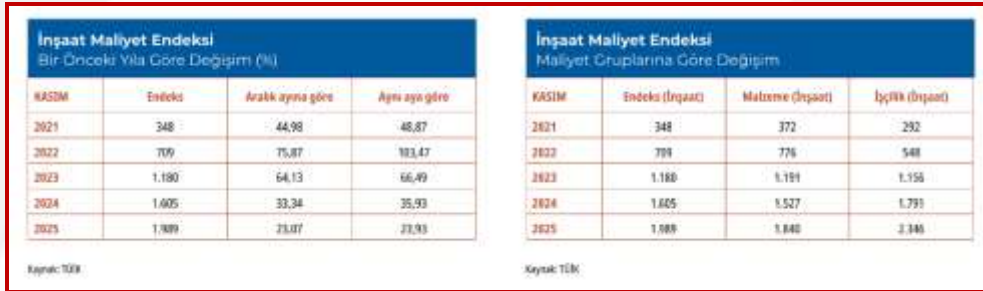 İnşaat Maliyet Endeksi
Bir Önceki Yıla Göre Değişim (%)
KASIM Endeks Aralık ayına göre Aynı aya göre
2021 348 44,98 48,87
2022 709 75,87 103,47
2023 1.180 64,13 66,49
2024 1.605 33,34 35,93
2025 1.989 23,07 23,93
Kaynak: TÜİK
İnşaat Maliyet Endeksi
Maliyet Gruplarına Göre Değişim
KASIM Endeks (İnşaat) Malzeme (İnşaat) İşçilik (İnşaat)
2021 348 372 292
2022 709 776 548
2023 1.180 1.191 1.156
2024 1.605 1.527 1.791
2025 1.989 1.840 2.346
Kaynak: TÜİK